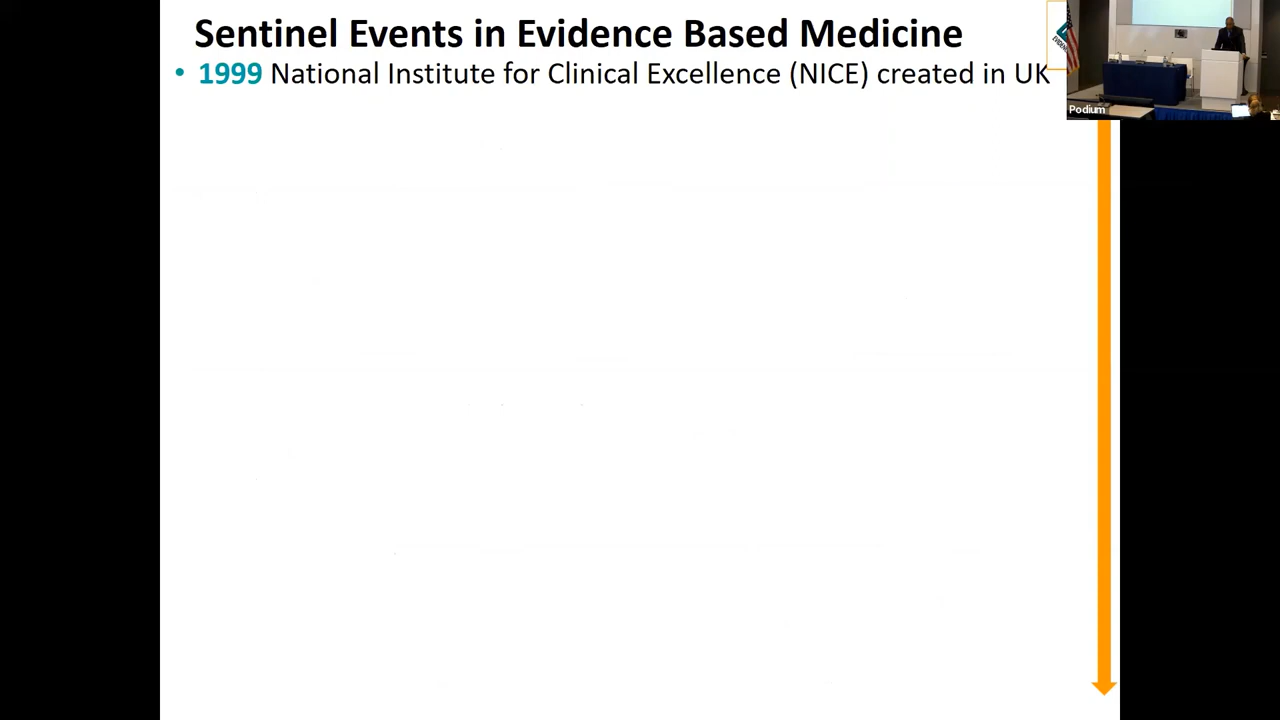 Sentinel Events in Evidence Based Medicine
• 1999 National Institute for Clinical Excellence (NICE) created in UK
Podium